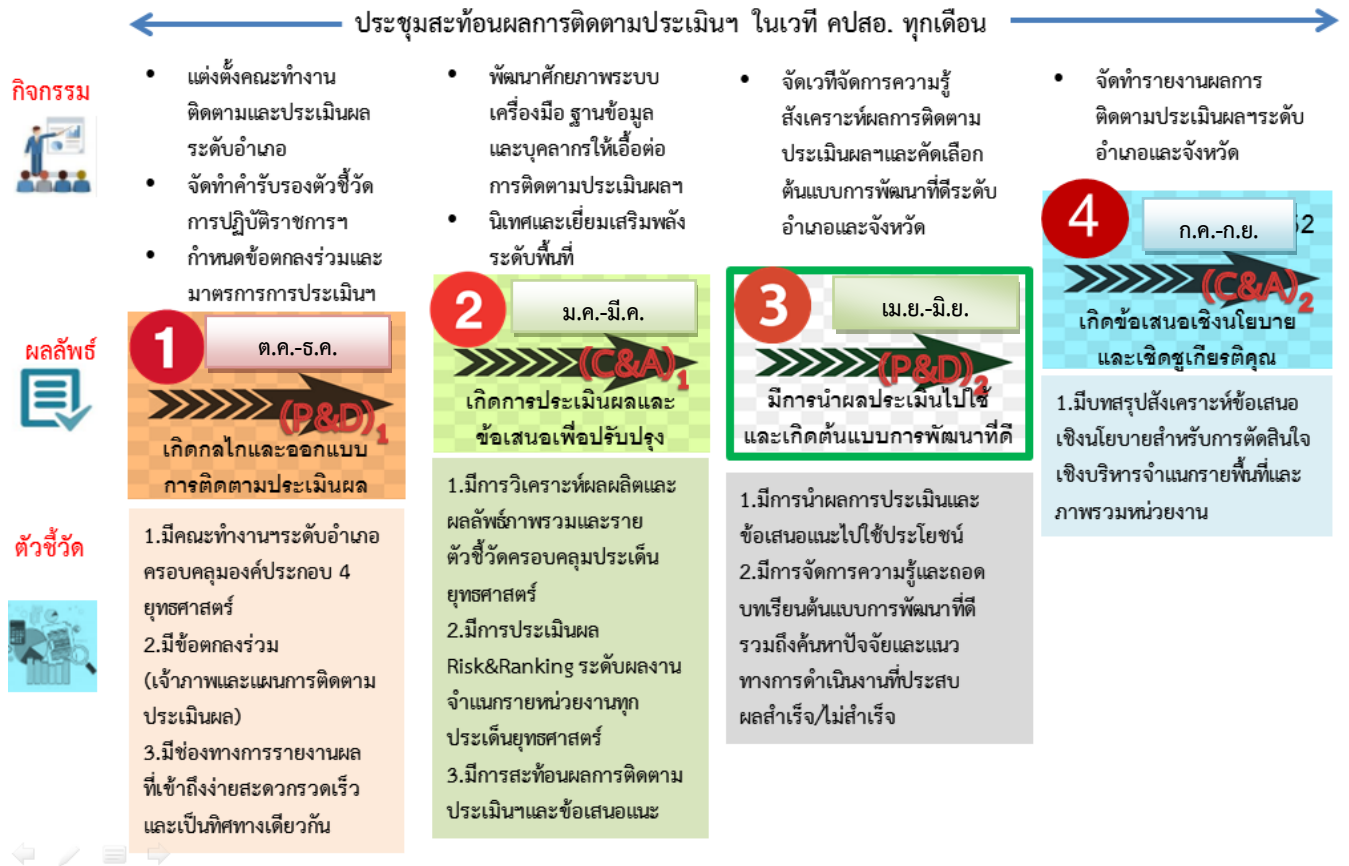 ประชุมสะท้อนผลการติดตามประเมินฯ ในเวที คปสอ. ทุกเดือน
กิจกรรม
• แต่งตั้งคณะทำงาน
ติดตามและประเมินผล
ระดับอำเภอ
• จัดทำคำรับรองตัวชี้วัด
การปฏิบัติราชการฯ
• กำหนดข้อตกลงร่วมและ
มาตรการการประเมินฯ
• พัฒนาศักยภาพระบบ
เครื่องมือ ฐานข้อมูล
และบุคลากรให้เอื้อต่อ
การติดตามประเมินผลฯ
• นิเทศและเยี่ยมเสริมพลัง
ระดับพื้นที่
• จัดเวทีจัดการความรู้
สังเคราะห์ผลการติดตาม
ประเมินผลฯและคัดเลือก
ต้นแบบการพัฒนาที่ดีระดับ
อำเภอและจังหวัด
• จัดทำรายงานผลการ
ติดตามประเมินผลฯระดับ
อำเภอและจังหวัด
ผลลัพธ์
1
ต.ค.-ธ.ค.
(P&D)1
เกิดกลไกและออกแบบ
การติดตามประเมินผล
2
ม.ค.-มี.ค.
(C&A)1
เกิดการประเมินผลและ
ข้อเสนอเพื่อปรับปรุง
3
เม.ย.-มิ.ย.
(P&D)2
มีการนำผลประเมินไปใช้
และเกิดต้นแบบการพัฒนาที่ดี
4
ก.ค.-ก.ย.
62
(C&A)2
เกิดข้อเสนอเชิงนโยบาย
และเชิดชูเกียรติคุณ
ตัวชี้วัด
1.มีคณะทำงานฯระดับอำเภอ
ครอบคลุมองค์ประกอบ 4
ยุทธศาสตร์
2.มีข้อตกลงร่วม
(เจ้าภาพและแผนการติดตาม
ประเมินผล)
3.มีช่องทางการรายงานผล
ที่เข้าถึงง่ายสะดวกรวดเร็ว
และเป็นทิศทางเดียวกัน
1.มีการวิเคราะห์ผลผลิตและ
ผลลัพธ์ภาพรวมและราย
ตัวชี้วัดครอบคลุมประเด็น
ยุทธศาสตร์
2.มีการประเมินผล
Risk&Ranking ระดับผลงาน
จำแนกรายหน่วยงานทุก
ประเด็นยุทธศาสตร์
3.มีการสะท้อนผลการติดตาม
ประเมินฯและข้อเสนอแนะ
1.มีการนำผลการประเมินและ
ข้อเสนอแนะไปใช้ประโยชน์
2.มีการจัดการความรู้และถอด
บทเรียนต้นแบบการพัฒนาที่ดี
รวมถึงค้นหาปัจจัยและแนว
ทางการดำเนินงานที่ประสบ
ผลสำเร็จ/ไม่สำเร็จ
1.มีบทสรุปสังเคราะห์ข้อเสนอ
เชิงนโยบายสำหรับการตัดสินใจ
เชิงบริหารจำแนกรายพื้นที่และ
ภาพรวมหน่วยงาน